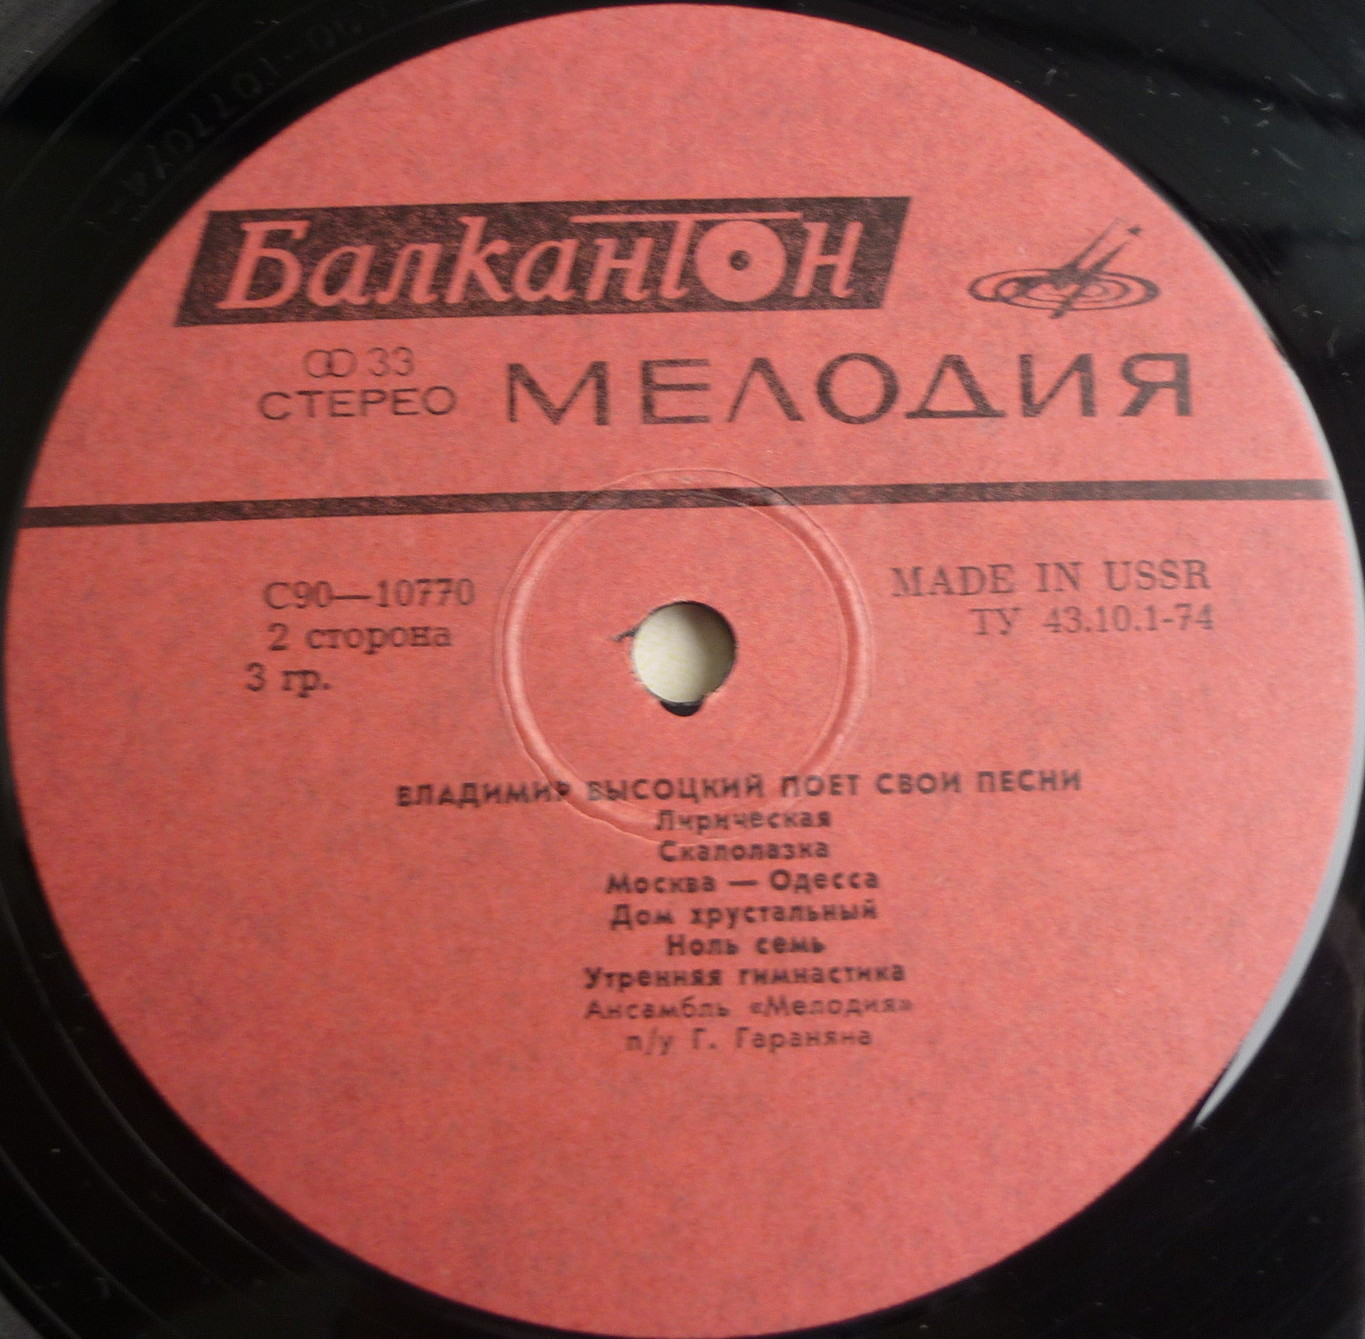 Балкантон
33
СТЕРЕО
МЕЛОДИЯ
С90—10770
2 сторона
3 гр.
MADE IN USSR
ТУ 43.10.1-74
ВЛАДИМИР ВЫСОЦКИЙ ПОЕТ СВОИ ПЕСНИ
Лирическая
Скалолазка
Москва — Одесса
Дом хрустальный
Ноль семь
Утренняя гимнастика
Ансамбль «Мелодия»
п/у Г. Гараняна